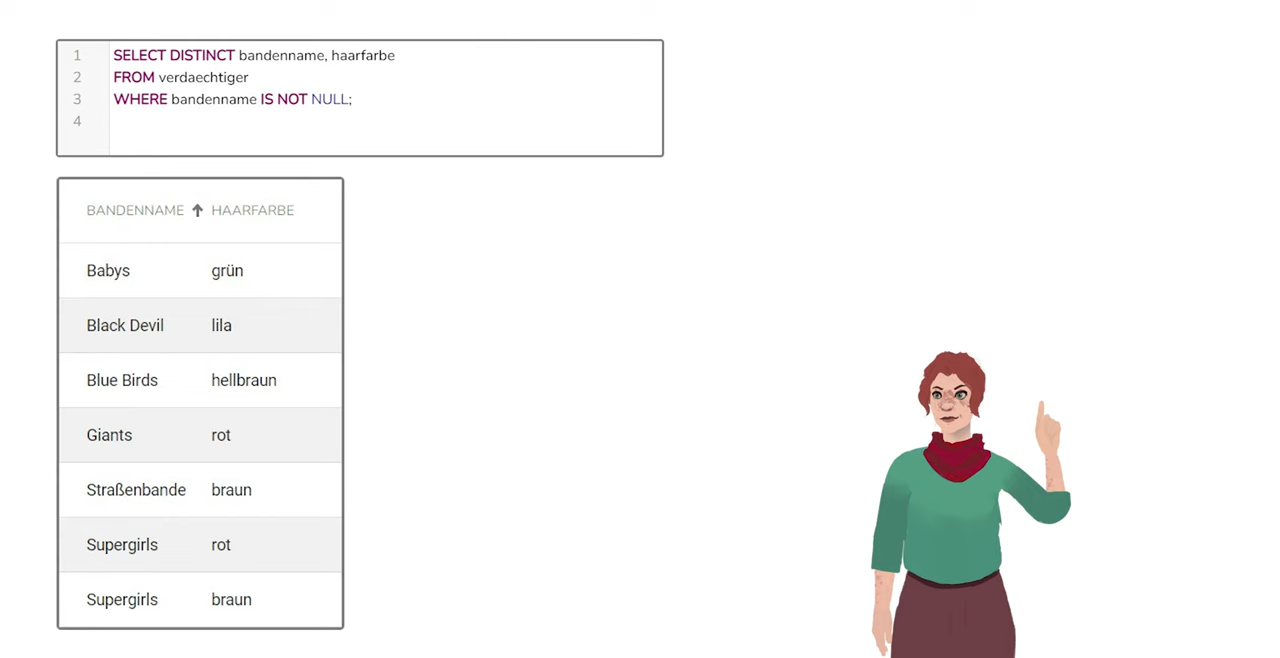 1 SELECT DISTINCT bandenname, haarfarbe
2 FROM verdaechtiger
3 WHERE bandenname IS NOT NULL;
4
BANDENNAME ↑ HAARFARBE
Babys grün
Black Devil lila
Blue Birds hellbraun
Giants rot
Straßenbande braun
Supergirls rot
Supergirls braun